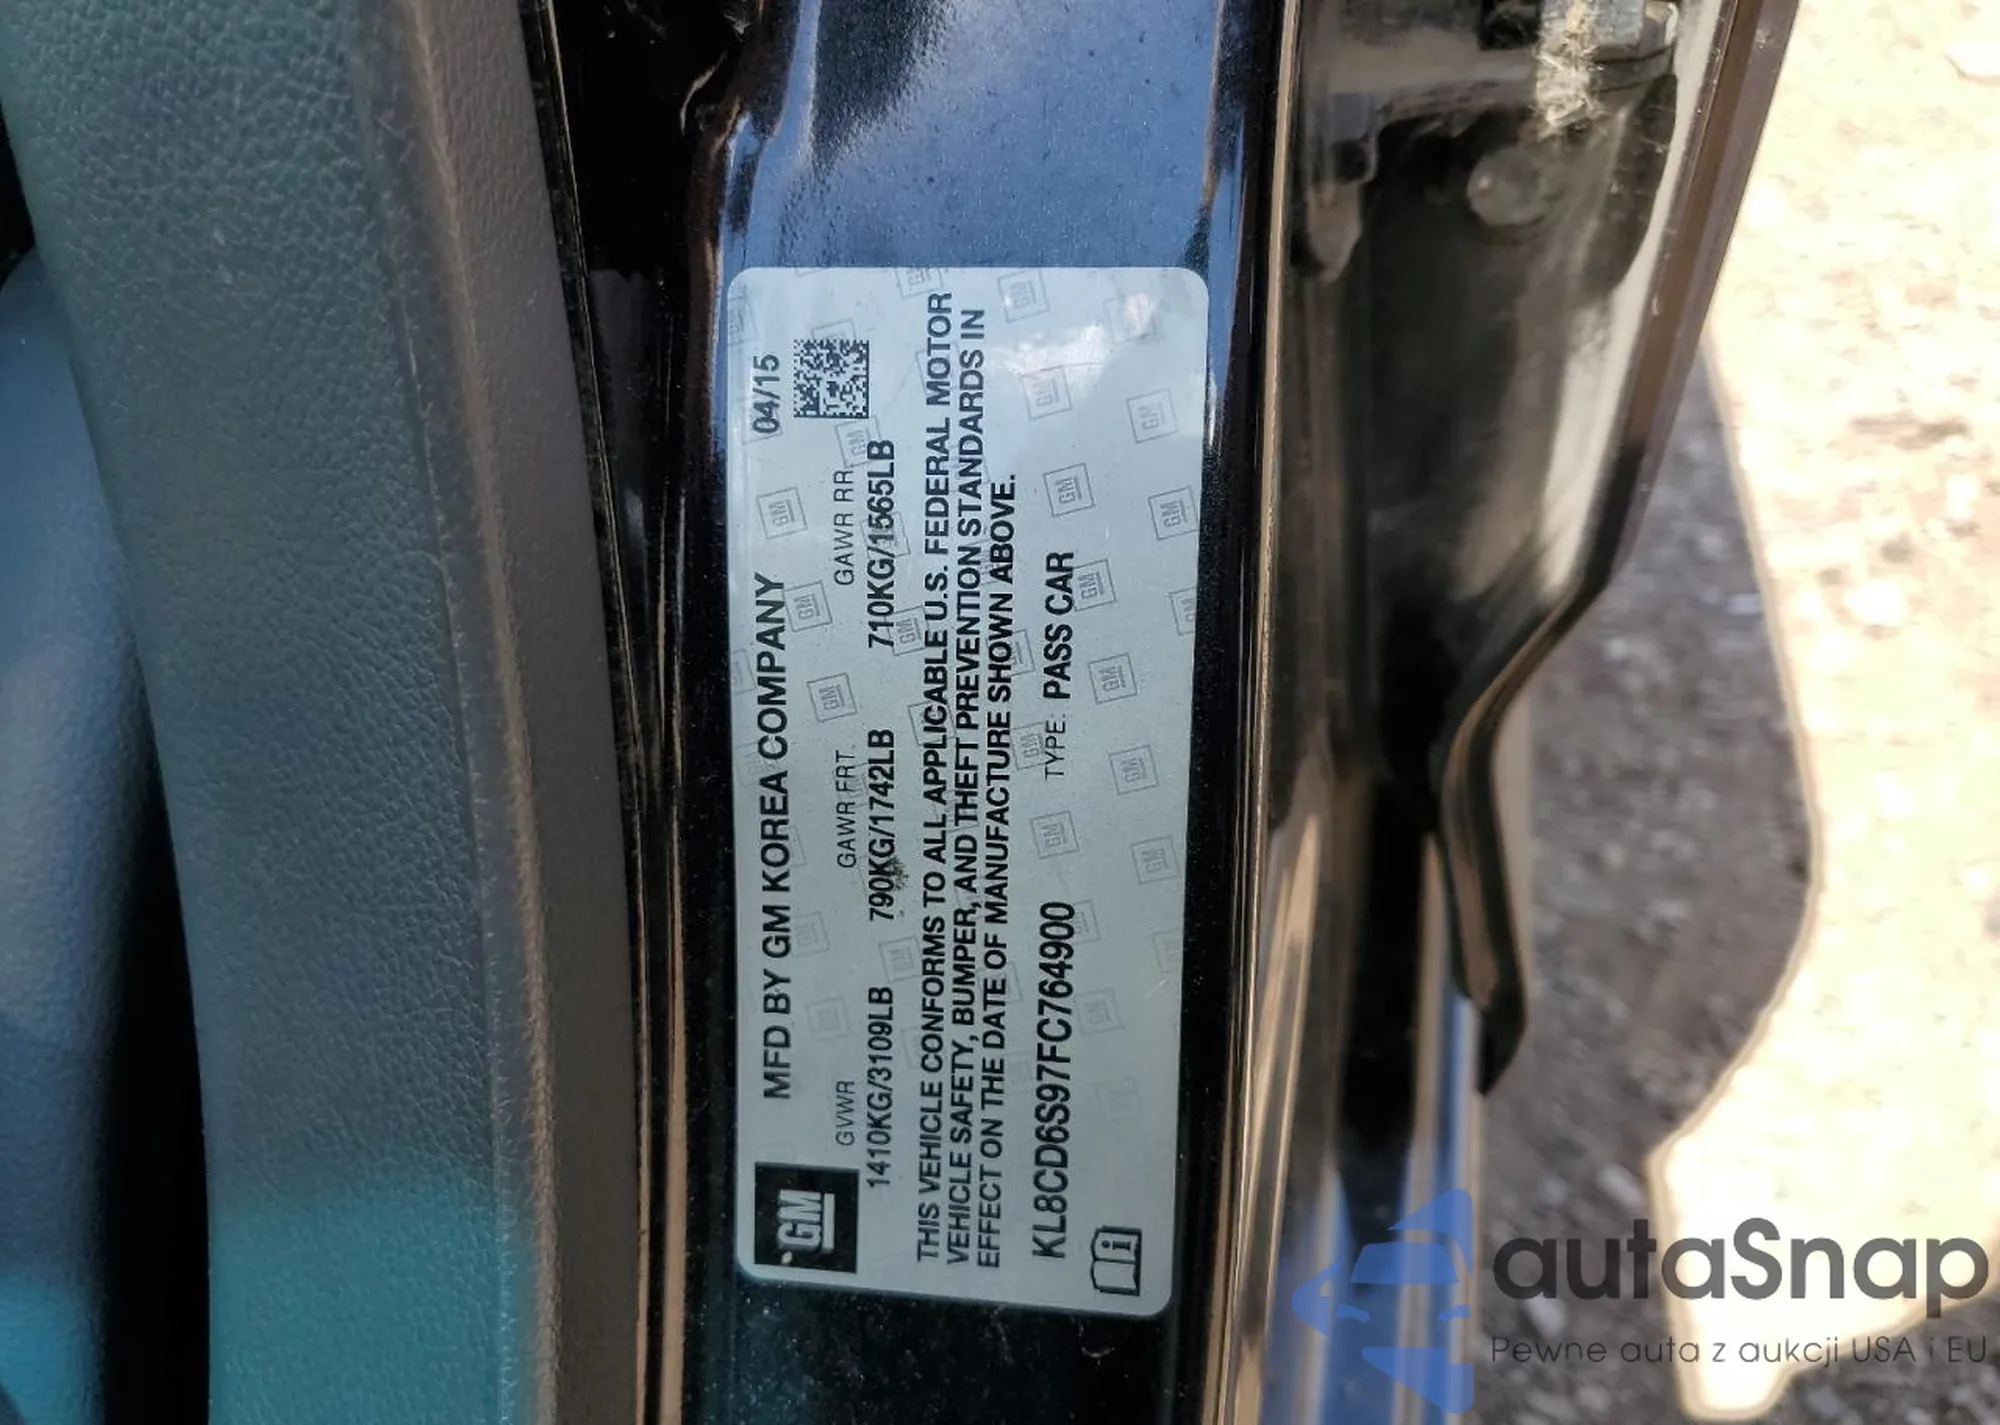 GM
MFD BY GM KOREA COMPANY 04/15
GVWR GAWR FRT GAWR RR
1410KG/3109LB 790KG/1742LB 710KG/1565LB
THIS VEHICLE CONFORMS TO ALL APPLICABLE U.S. FEDERAL MOTOR
VEHICLE SAFETY, BUMPER, AND THEFT PREVENTION STANDARDS IN
EFFECT ON THE DATE OF MANUFACTURE SHOWN ABOVE.
KL8CD6S97FC764900 TYPE: PASS CAR
autaSnap
Pewne auta z aukcji USA i EU